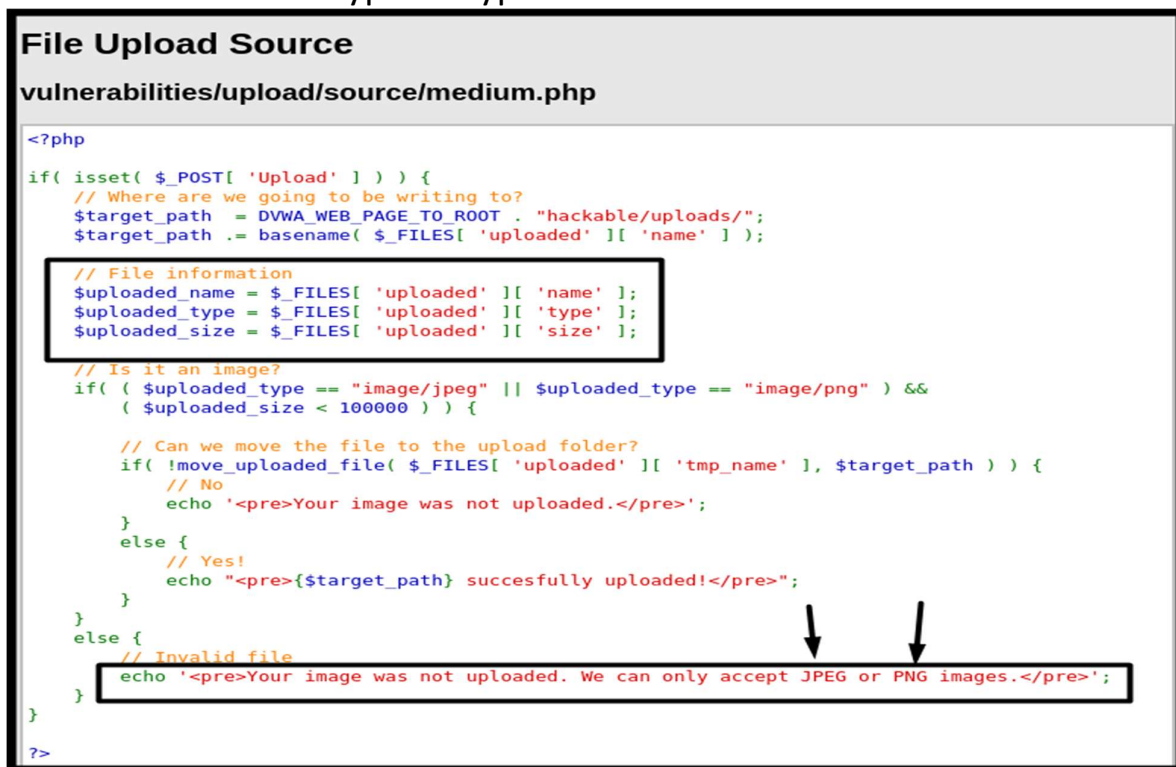 File Upload Source
vulnerabilities/upload/source/medium.php
<?php
if( isset( $_POST[ 'Upload' ] ) ) {
// Where are we going to be writing to?
$target_path  = DVWA_WEB_PAGE_TO_ROOT . "hackable/uploads/";
$target_path .= basename( $_FILES[ 'uploaded' ][ 'name' ] );
// File information
$uploaded_name = $_FILES[ 'uploaded' ][ 'name' ];
$uploaded_type = $_FILES[ 'uploaded' ][ 'type' ];
$uploaded_size = $_FILES[ 'uploaded' ][ 'size' ];
// Is it an image?
if( ( $uploaded_type == "image/jpeg" || $uploaded_type == "image/png" ) &&
( $uploaded_size < 100000 ) ) {
// Can we move the file to the upload folder?
if( !move_uploaded_file( $_FILES[ 'uploaded' ][ 'tmp_name' ], $target_path ) ) {
// No
echo '<pre>Your image was not uploaded.</pre>';
}
else {
// Yes!
echo "<pre>{$target_path} succesfully uploaded!</pre>";
}
}
else {
// Invalid file
echo '<pre>Your image was not uploaded. We can only accept JPEG or PNG images.</pre>';
}
}
?>